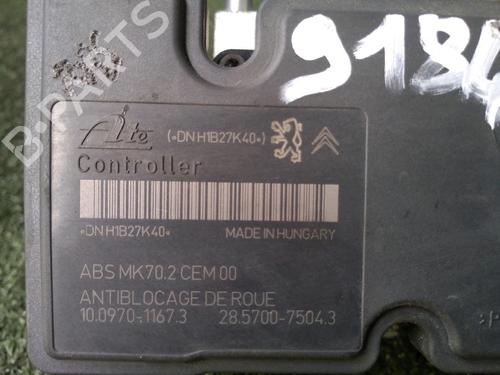 B-PARTS
9184
Ate («DN H1B27K40»)
Controller
«DN H1B27K40» MADE IN HUNGARY
ABS MK70.2 CEM 00
ANTIBLOCAGE DE ROUE
10.0970-1167.3 28.5700-7504.3